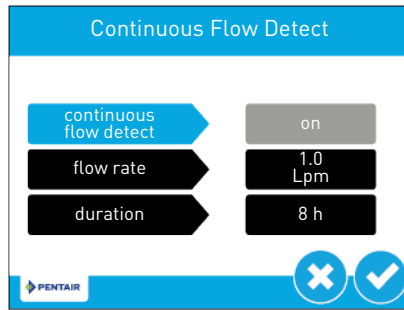 Continuous Flow Detect
continuous
flow detect
on
flow rate
1.0
Lpm
duration
8 h
PENTAIR